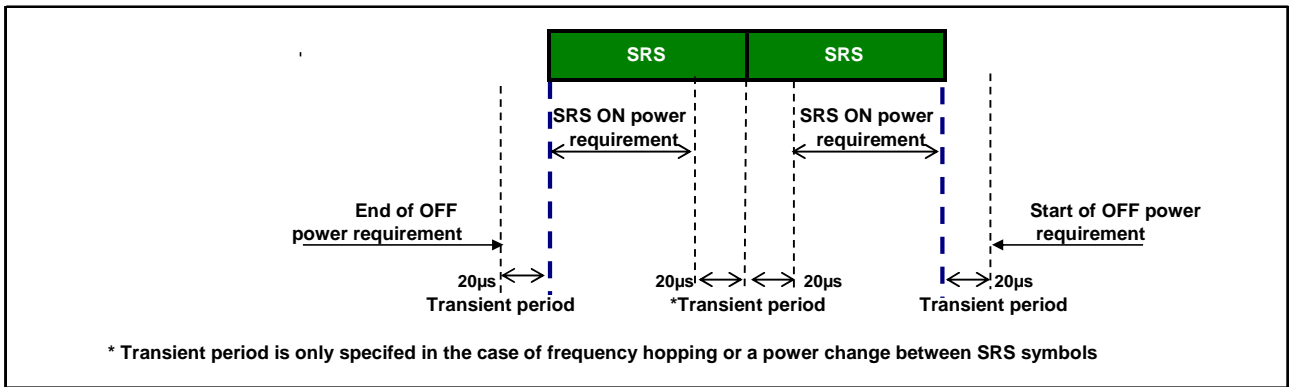 SRS SRS
SRS ON power requirement
SRS ON power requirement
End of OFF power requirement
Start of OFF power requirement
20µs 20µs 20µs 20µs
Transient period *Transient period Transient period
* Transient period is only specifed in the case of frequency hopping or a power change between SRS symbols